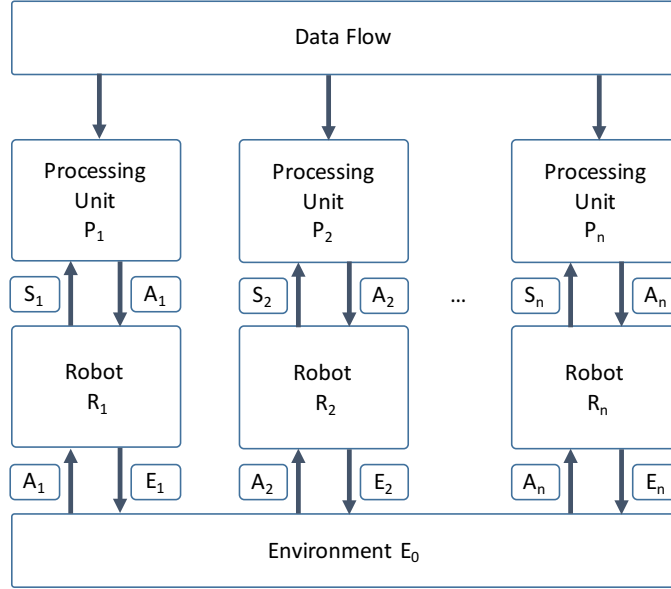 Data Flow
Processing
Unit
P₁
Processing
Unit
P₂
Processing
Unit
Pₙ
S₁
A₁
S₂
A₂
...
Sₙ
Aₙ
Robot
R₁
Robot
R₂
Robot
Rₙ
A₁
E₁
A₂
E₂
Aₙ
Eₙ
Environment E₀